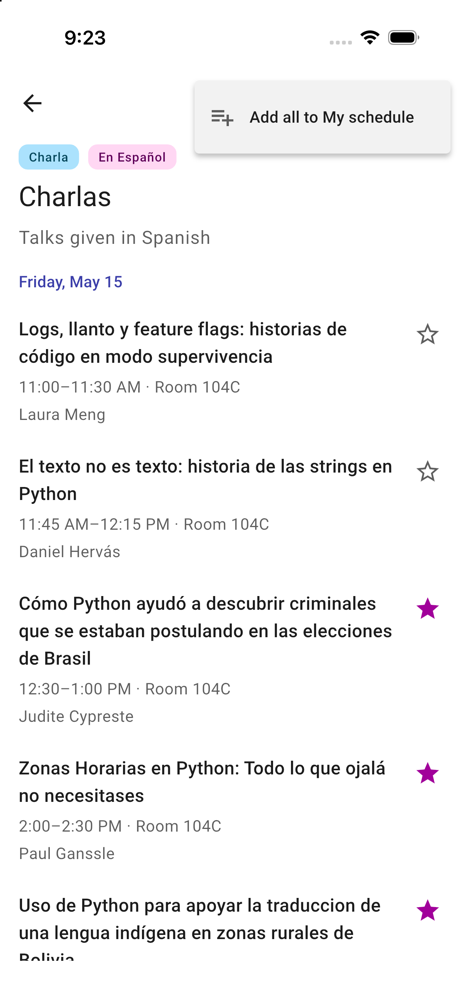 9:23
Add all to My schedule
Charla
En Español
Charlas
Talks given in Spanish
Friday, May 15
Logs, llanto y feature flags: historias de
código en modo supervivencia
11:00–11:30 AM · Room 104C
Laura Meng
El texto no es texto: historia de las strings en
Python
11:45 AM–12:15 PM · Room 104C
Daniel Hervás
Cómo Python ayudó a descubrir criminales
que se estaban postulando en las elecciones
de Brasil
12:30–1:00 PM · Room 104C
Judite Cypreste
Zonas Horarias en Python: Todo lo que ojalá
no necesitases
2:00–2:30 PM · Room 104C
Paul Ganssle
Uso de Python para apoyar la traduccion de
una lengua indígena en zonas rurales de
Bolivia